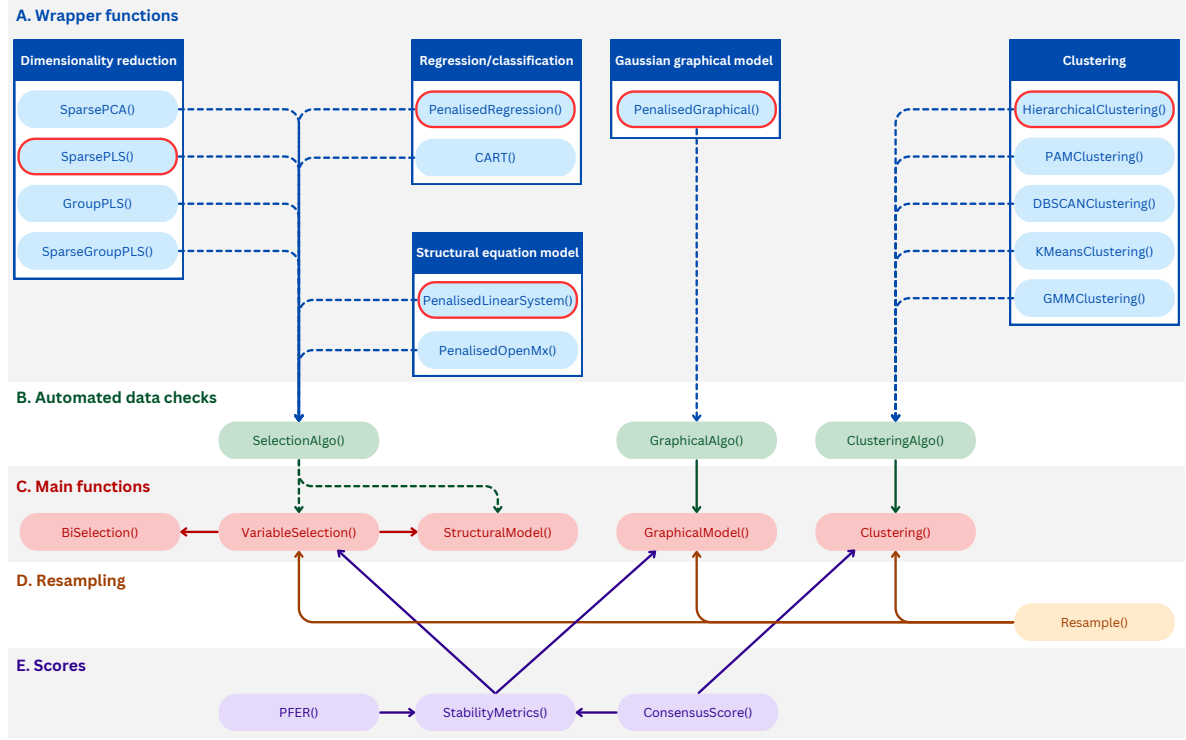 A. Wrapper functions
Dimensionality reduction
SparsePCA()
SparsePLS()
GroupPLS()
SparseGroupPLS()
Regression/classification
PenalisedRegression()
CART()
Structural equation model
PenalisedLinearSystem()
PenalisedOpenMx()
Gaussian graphical model
PenalisedGraphical()
Clustering
HierarchicalClustering()
PAMClustering()
DBSCANClustering()
KMeansClustering()
GMMClustering()
B. Automated data checks
SelectionAlgo()
GraphicalAlgo()
ClusteringAlgo()
C. Main functions
BiSelection()
VariableSelection()
StructuralModel()
GraphicalModel()
Clustering()
D. Resampling
Resample()
E. Scores
PFER()
StabilityMetrics()
ConsensusScore()